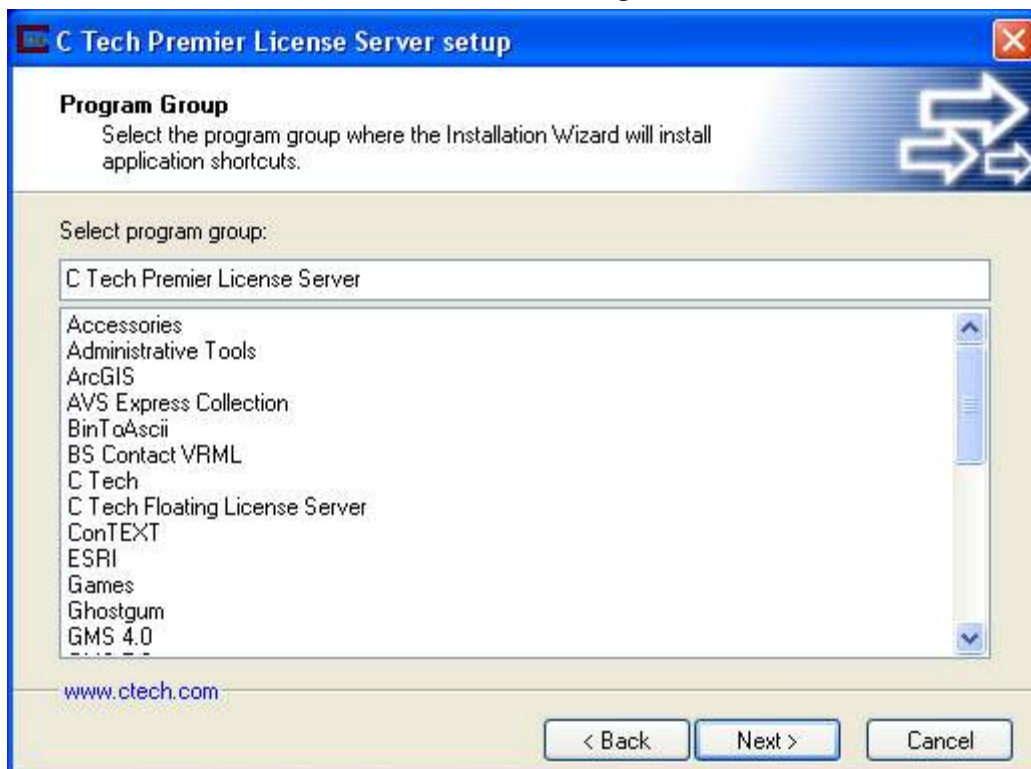 C Tech Premier License Server setup
Program Group
Select the program group where the Installation Wizard will install
application shortcuts.
Select program group:
C Tech Premier License Server
Accessories
Administrative Tools
ArcGIS
AVS Express Collection
BinToAscii
BS Contact VRML
C Tech
C Tech Floating License Server
ConTEXT
ESRI
Games
Ghostgum
GMS 4.0
www.ctech.com
< Back
Next >
Cancel